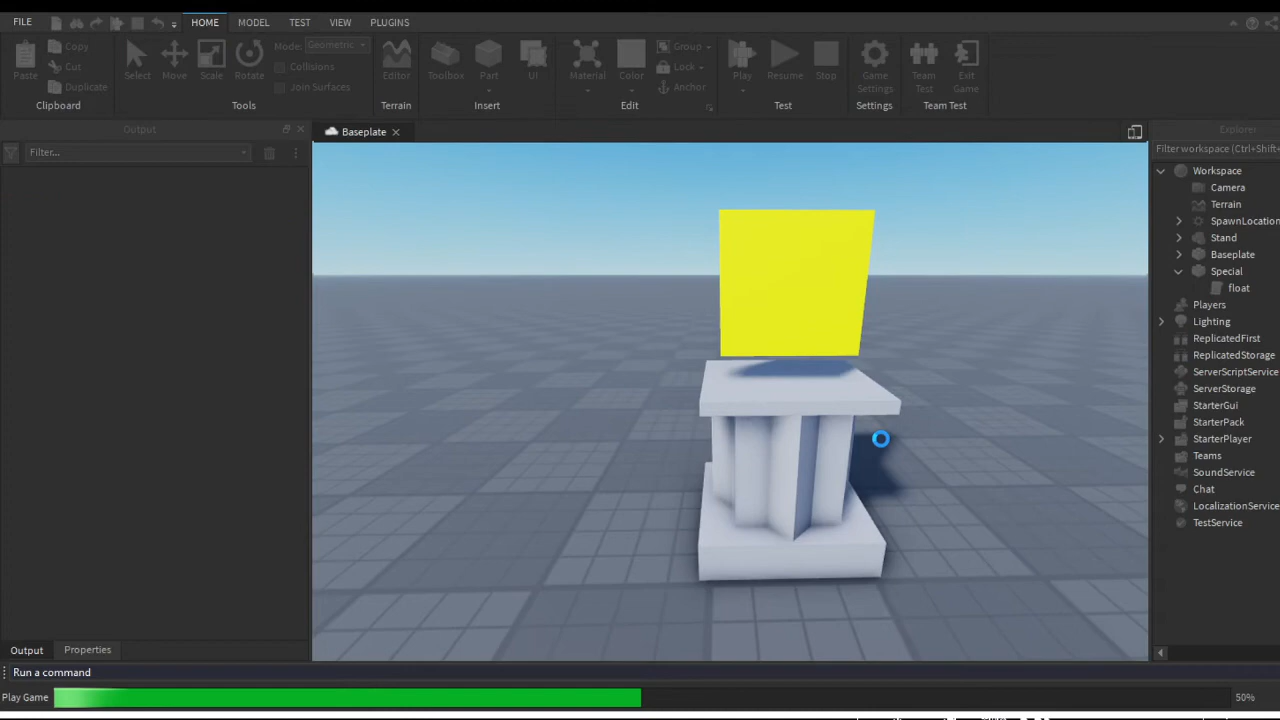 FILE HOME MODEL TEST VIEW PLUGINS
Paste Copy Cut Duplicate
Clipboard
Select Move Scale Rotate Mode: Geometric Collisions Join Surfaces
Tools
Editor
Terrain
Toolbox Part UI
Insert
Material Color Group Lock Anchor
Edit
Play Resume Stop
Test
Game Settings
Settings
Team Test Exit Game
Team Test
Output
Filter...
Baseplate
Explorer
Filter workspace (Ctrl+Shift+
Workspace
Camera
Terrain
SpawnLocation
Stand
Baseplate
Special
float
Players
Lighting
ReplicatedFirst
ReplicatedStorage
ServerScriptService
ServerStorage
StarterGui
StarterPack
StarterPlayer
Teams
SoundService
Chat
LocalizationService
TestService
Output Properties
Run a command
Play Game 50%